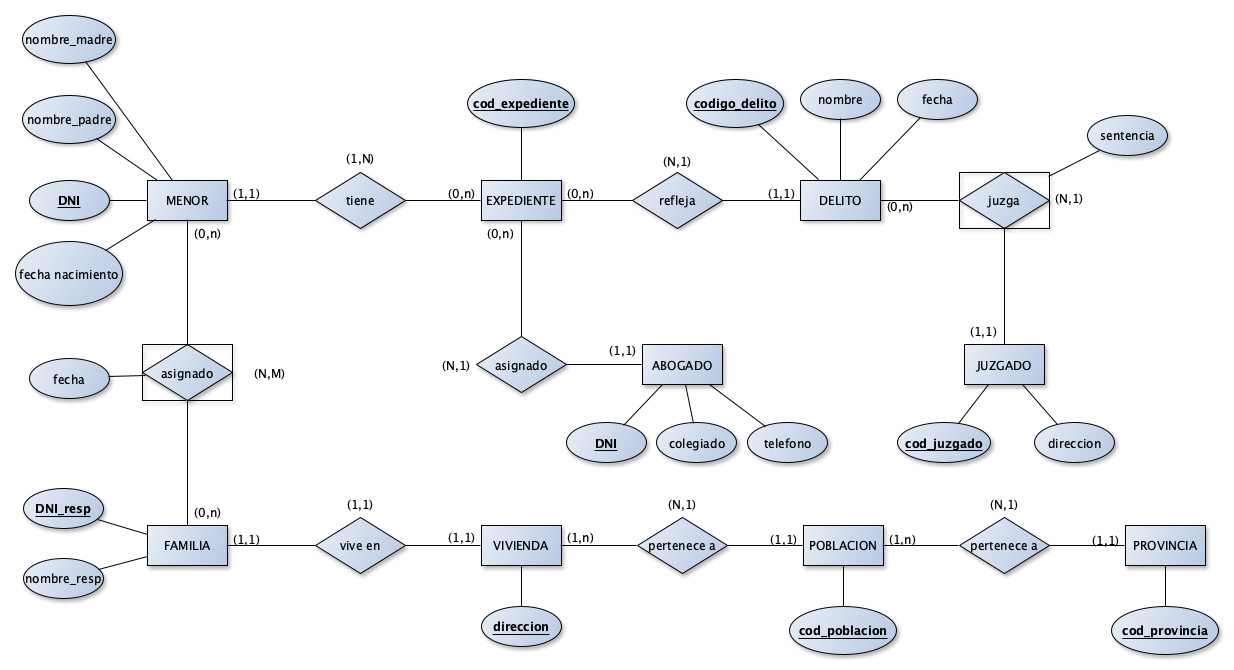 nombre_madre
nombre_padre
DNI
fecha nacimiento
MENOR
(1,1)
(0,n)
(1,N)
tiene
(0,n)
cod_expediente
EXPEDIENTE
(0,n)
(0,n)
(N,1)
refleja
(1,1)
codigo_delito
nombre
fecha
DELITO
(0,n)
juzga
(N,1)
sentencia
fecha
asignado
(N,M)
(N,1)
asignado
(1,1)
ABOGADO
DNI
colegiado
telefono
(1,1)
JUZGADO
cod_juzgado
direccion
DNI_resp
nombre_resp
(0,n)
FAMILIA
(1,1)
(1,1)
vive en
(1,1)
VIVIENDA
(1,n)
direccion
(N,1)
pertenece a
(1,1)
POBLACION
(1,n)
cod_poblacion
(N,1)
pertenece a
(1,1)
PROVINCIA
cod_provincia